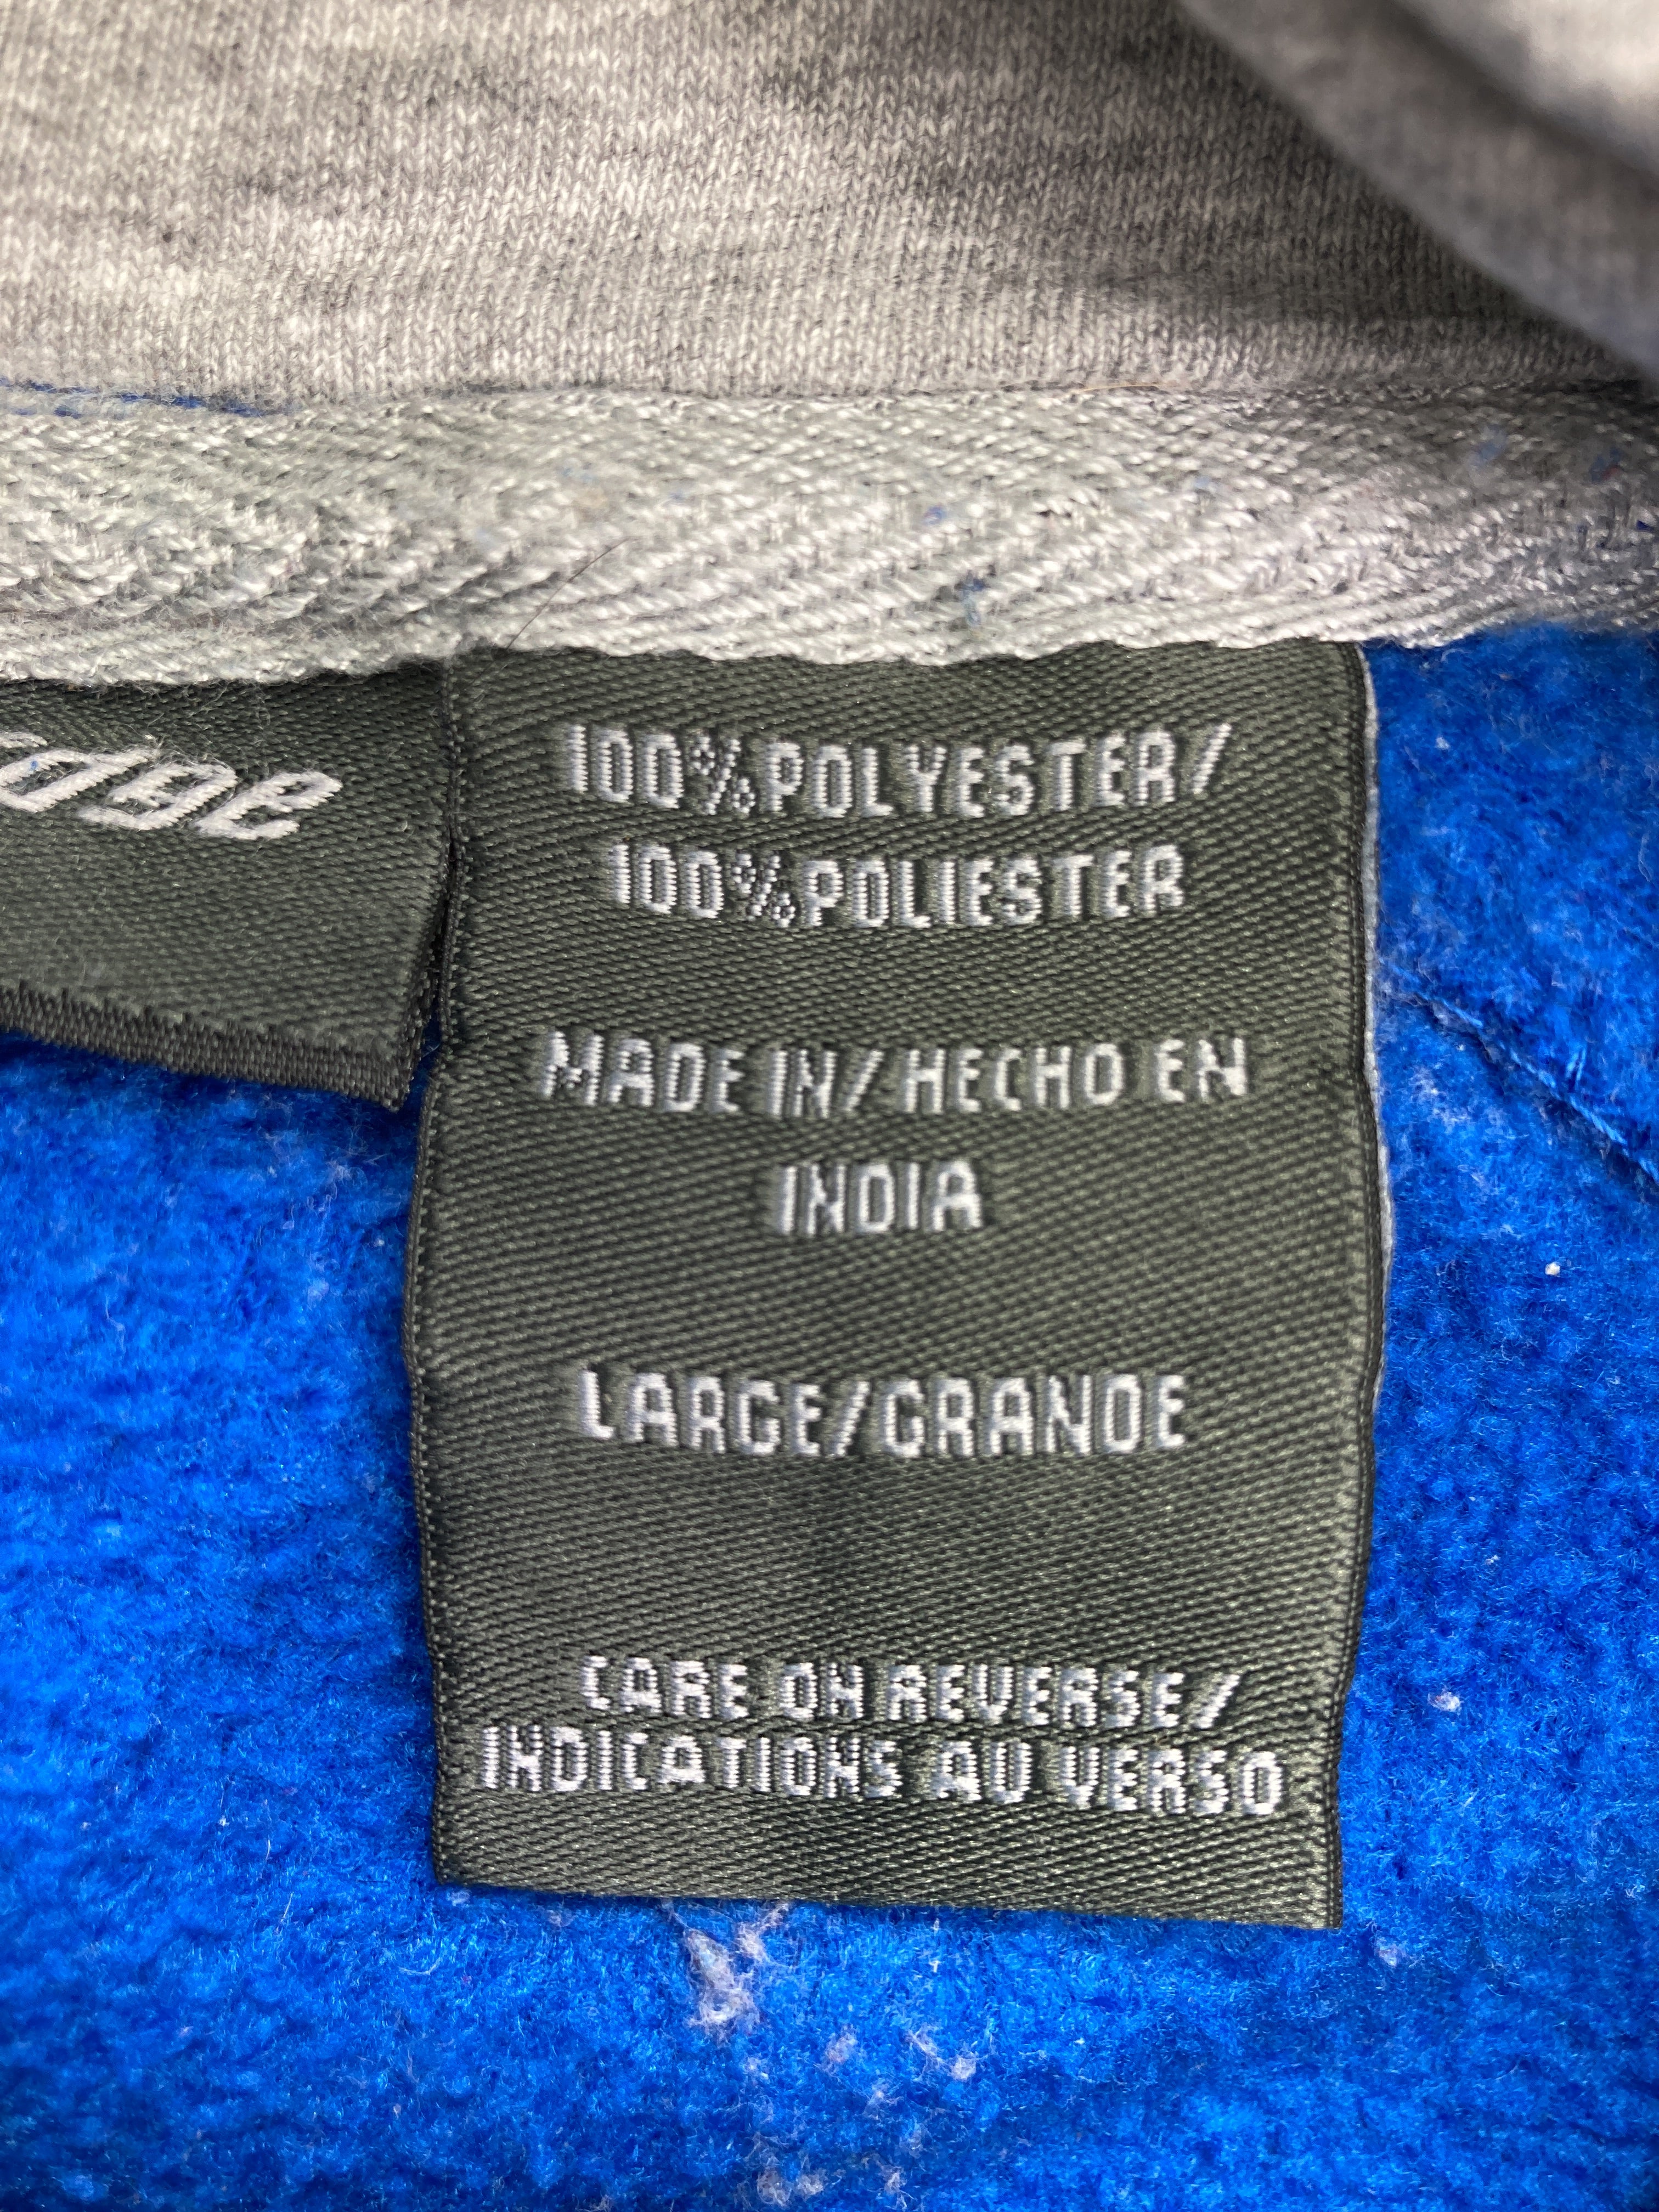 100% POLYESTER/
100% POLIESTER
MADE IN/ HECHO EN
INDIA
LARGE/GRANDE
CARE ON REVERSE/
INDICATIONS AU VERSO